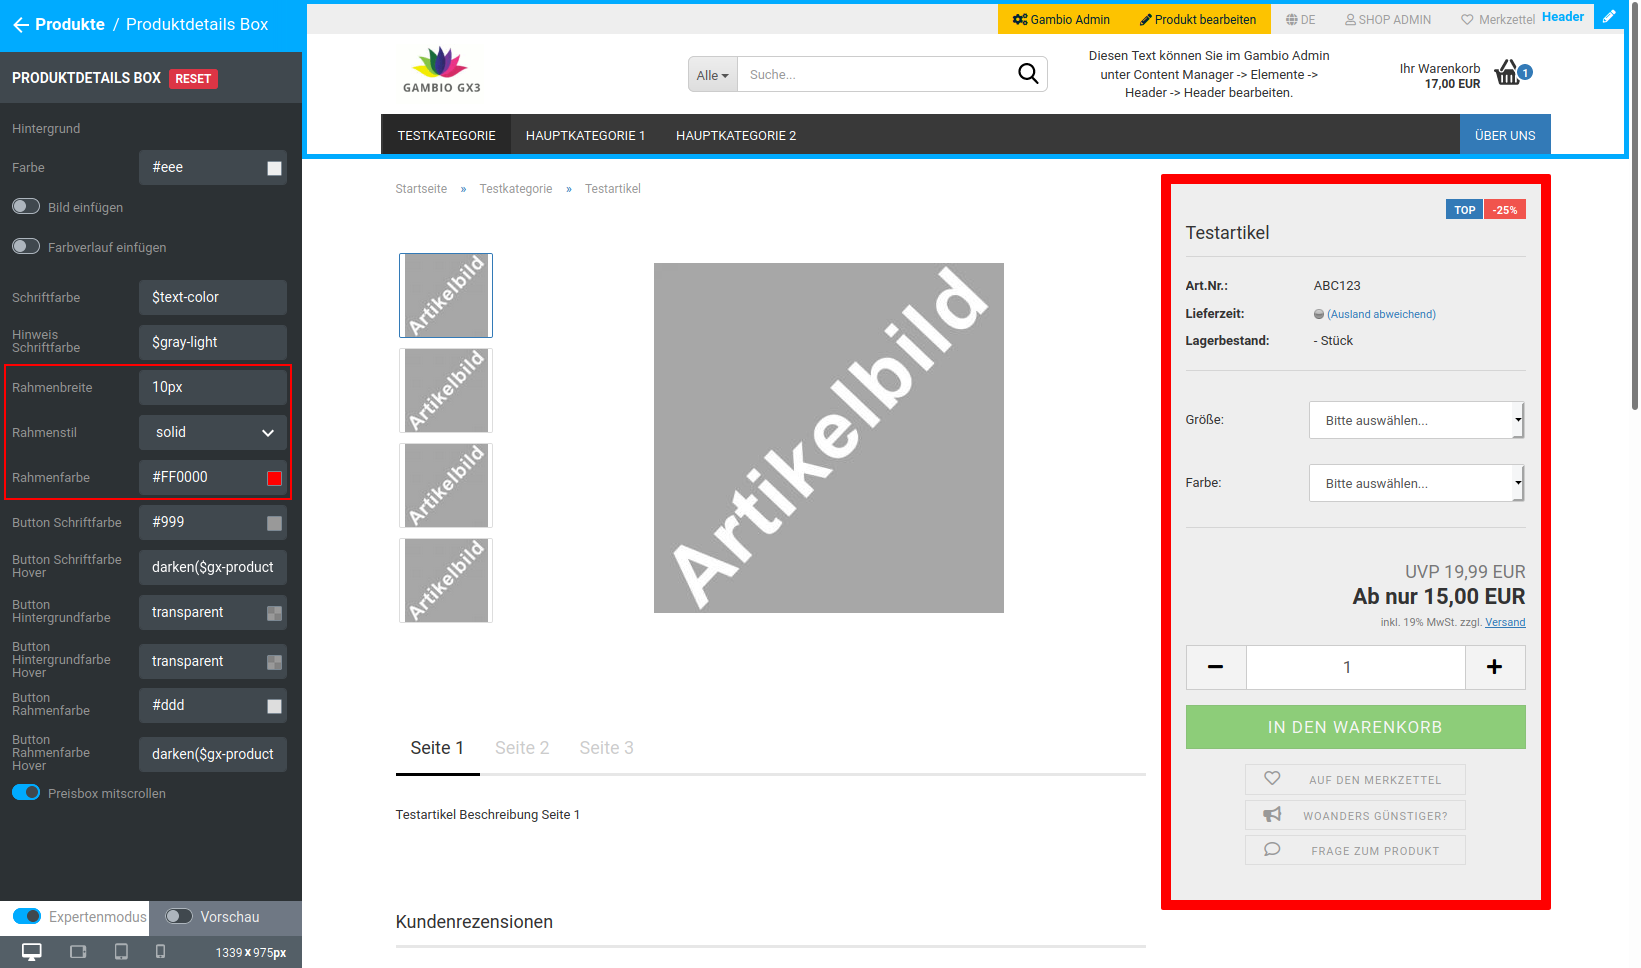 Produkte / Produktdetails Box
PRODUKTDETAILS BOX RESET
Hintergrund
Farbe #eee
Bild einfügen
Farbverlauf einfügen
Schriftfarbe $text-color
Hinweis
Schriftfarbe $gray-light
Rahmenbreite 10px
Rahmenstil solid
Rahmenfarbe #FF0000
Button Schriftfarbe #999
Button Schriftfarbe
Hover darken($gx-product
Button
Hintergrundfarbe transparent
Button
Hintergrundfarbe
Hover transparent
Button
Rahmenfarbe #ddd
Button
Rahmenfarbe
Hover darken($gx-product
Preisbox mitscrollen
Expertenmodus Vorschau
1339 x 975px
Gambio Admin Produkt bearbeiten DE SHOP ADMIN Merkzettel Header
GAMBIO GX3
Alle Suche...
Diesen Text können Sie im Gambio Admin
unter Content Manager -> Elemente ->
Header -> Header bearbeiten.
Ihr Warenkorb
17,00 EUR
1
TESTKATEGORIE HAUPTKATEGORIE 1 HAUPTKATEGORIE 2 ÜBER UNS
Startseite » Testkategorie » Testartikel
Artikelbild
Artikelbild
Artikelbild
Artikelbild
Artikelbild
TOP -25%
Testartikel
Art.Nr.: ABC123
Lieferzeit: (Ausland abweichend)
Lagerbestand: - Stück
Größe: Bitte auswählen...
Farbe: Bitte auswählen...
UVP 19,99 EUR
Ab nur 15,00 EUR
inkl. 19% MwSt. zzgl. Versand
− 1 +
IN DEN WARENKORB
AUF DEN MERKZETTEL
WOANDERS GÜNSTIGER?
FRAGE ZUM PRODUKT
Seite 1 Seite 2 Seite 3
Testartikel Beschreibung Seite 1
Kundenrezensionen